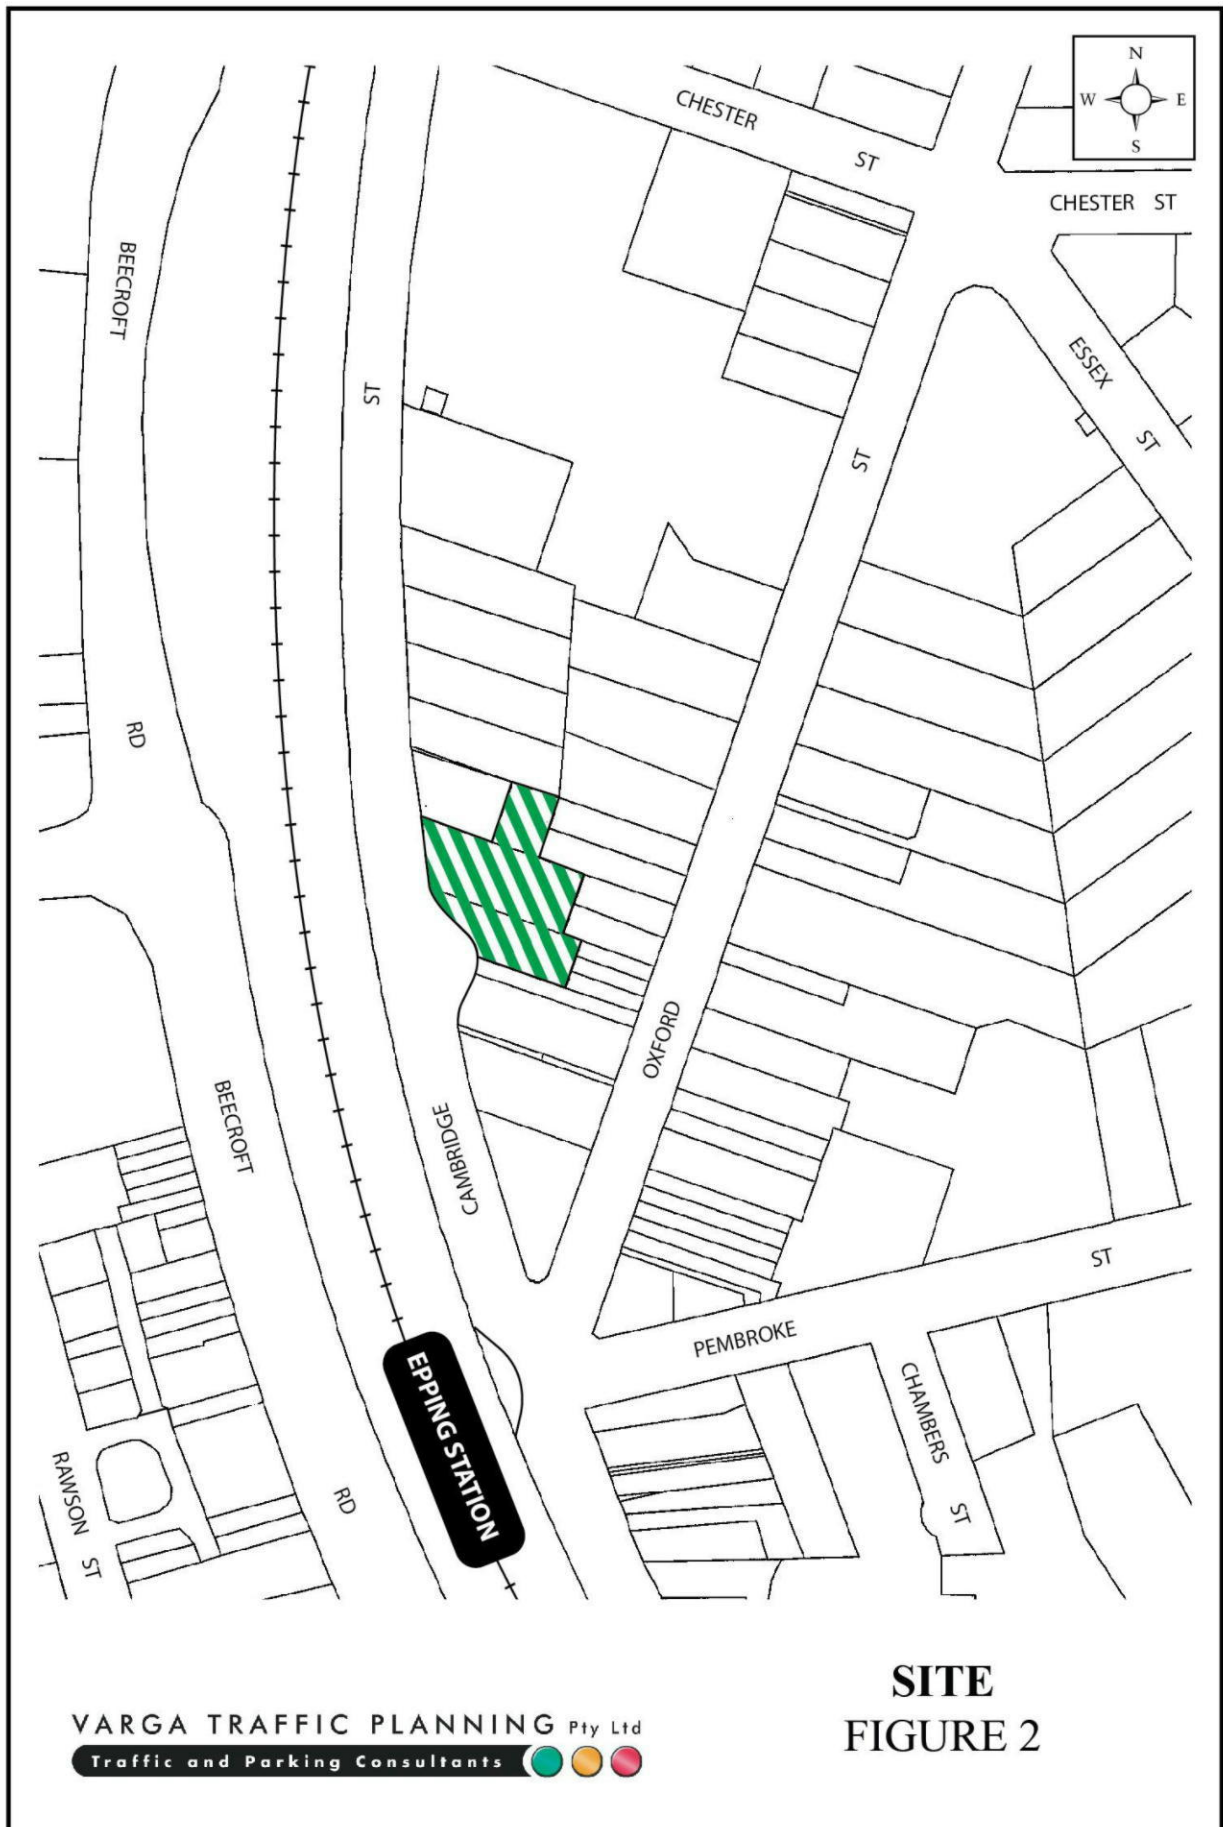 N
W E
S
CHESTER
ST
CHESTER ST
BEECROFT
ESSEX
ST
ST
ST
RD
OXFORD
BEECROFT
CAMBRIDGE
ST
PEMBROKE
EPPING STATION
CHAMBERS
ST
RAWSON
ST
RD
SITE
FIGURE 2
VARGA TRAFFIC PLANNING Pty Ltd
Traffic and Parking Consultants